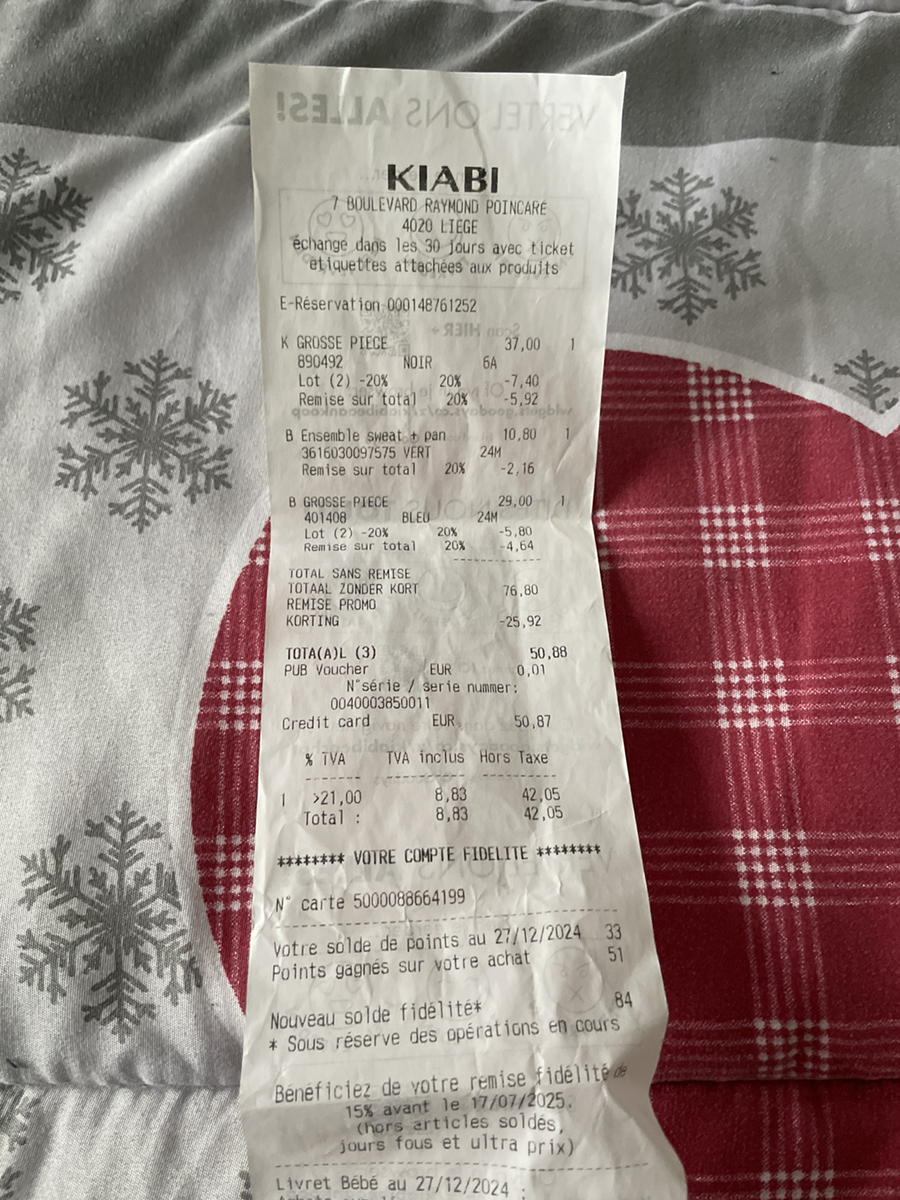 VERTEL ONS ALLES!
KIABI
7 BOULEVARD RAYMOND POINCARE
4020 LIEGE
échange dans les 30 jours avec ticket
etiquettes attachées aux produits
E-Réservation 000148761252
K GROSSE PIECE 37,00 1
890492 NOIR 6A
Lot (2) -20% 20% -7,40
Remise sur total 20% -5,92
B Ensemble sweat + pan 10,80 1
3616030097575 VERT 24M
Remise sur total 20% -2,16
B GROSSE PIECE 29,00 1
401408 BLEU 24M
Lot (2) -20% 20% -5,80
Remise sur total 20% -4,64
TOTAL SANS REMISE
TOTAAL ZONDER KORT 76,80
REMISE PROMO
KORTING -25,92
TOTA(A)L (3) 50,88
PUB Voucher EUR 0,01
N°série / serie nummer:
0040003850011
Credit card EUR 50,87
% TVA TVA inclus Hors Taxe
I >21,00 8,83 42,05
Total : 8,83 42,05
******** VOTRE COMPTE FIDELITE ********
N° carte 5000088664199
Votre solde de points au 27/12/2024 33
Points gagnés sur votre achat 51
Nouveau solde fidélité* 84
* Sous réserve des opérations en cours
Bénéficiez de votre remise fidélité de
15% avant le 17/07/2025.
(hors articles soldés,
jours fous et ultra prix)
Livret Bébé au 27/12/2024 :